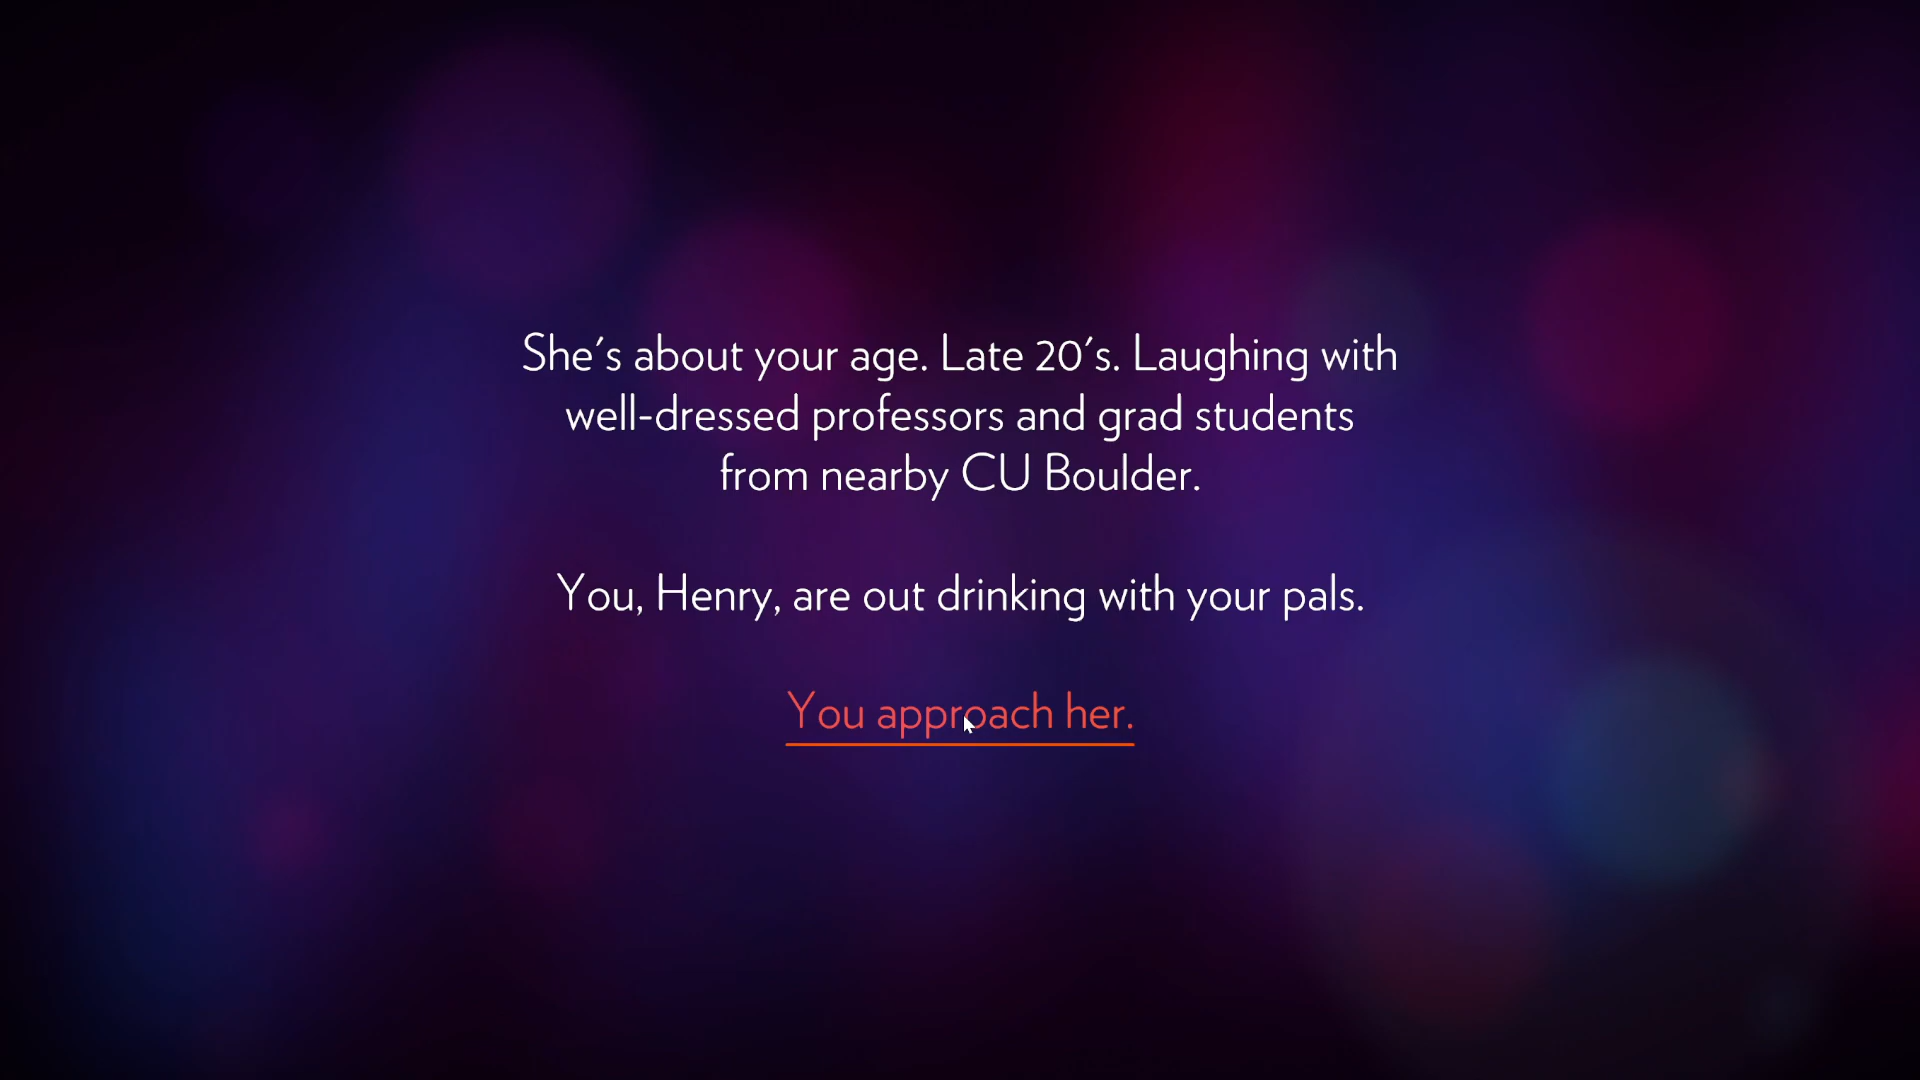 She's about your age. Late 20's. Laughing with
well-dressed professors and grad students
from nearby CU Boulder.
You, Henry, are out drinking with your pals.
You approach her.